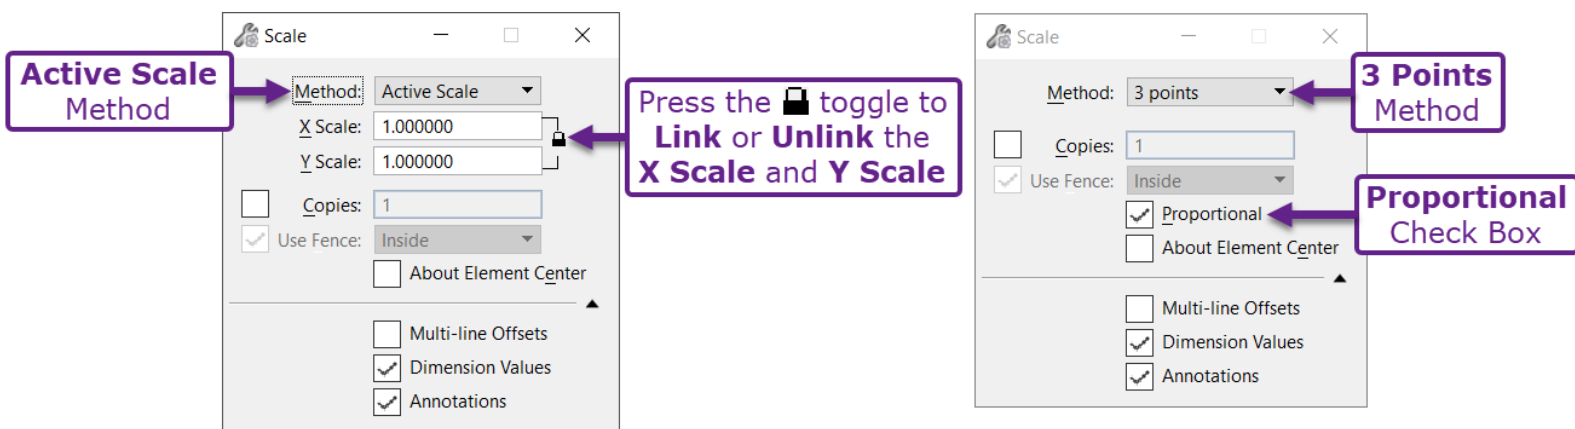 Scale
Active Scale
Method
Method: Active Scale
X Scale: 1.000000
Y Scale: 1.000000
Copies: 1
Use Fence: Inside
About Element Center
Multi-line Offsets
Dimension Values
Annotations
Press the toggle to
Link or Unlink the
X Scale and Y Scale
Scale
Method: 3 points
3 Points
Method
Copies: 1
Use Fence: Inside
Proportional
Proportional
Check Box
About Element Center
Multi-line Offsets
Dimension Values
Annotations